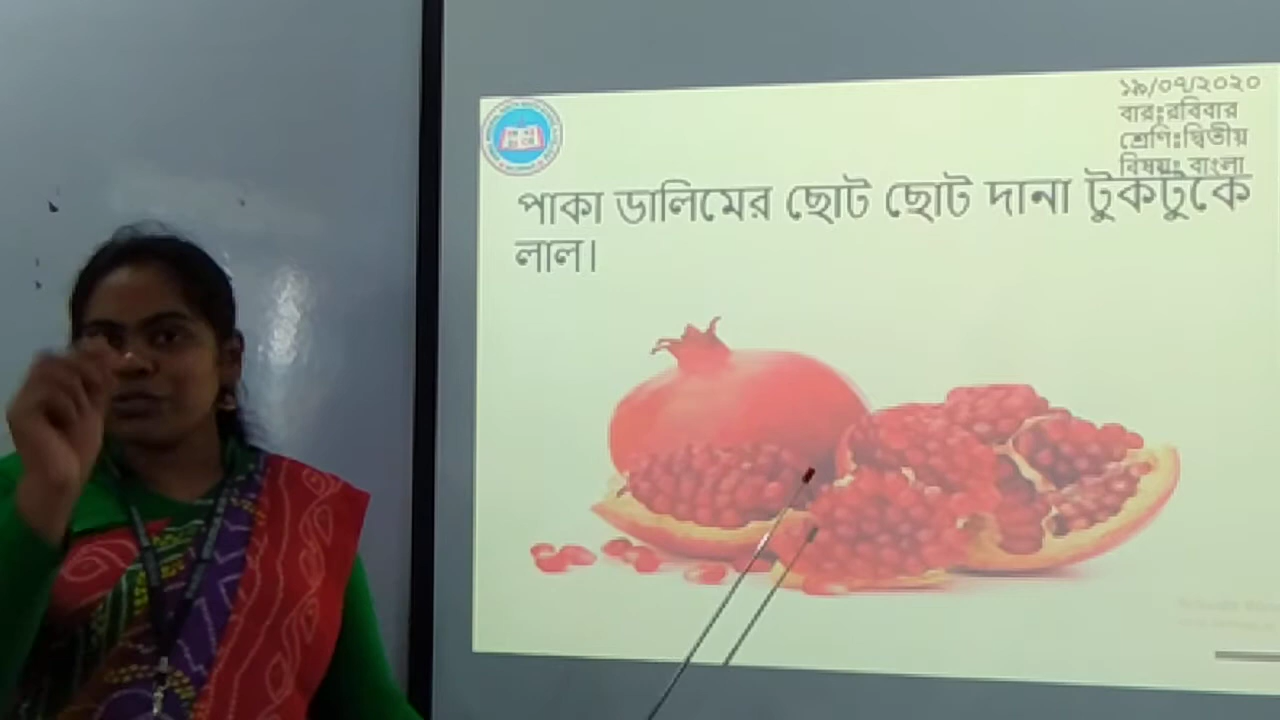 ১৯/০৭/২০২০
বারঃরবিবার
শ্রেণিঃদ্বিতীয়
বিষয়ঃ বাংলা
পাকা ডালিমের ছোট ছোট দানা টুকটুকে
লাল।